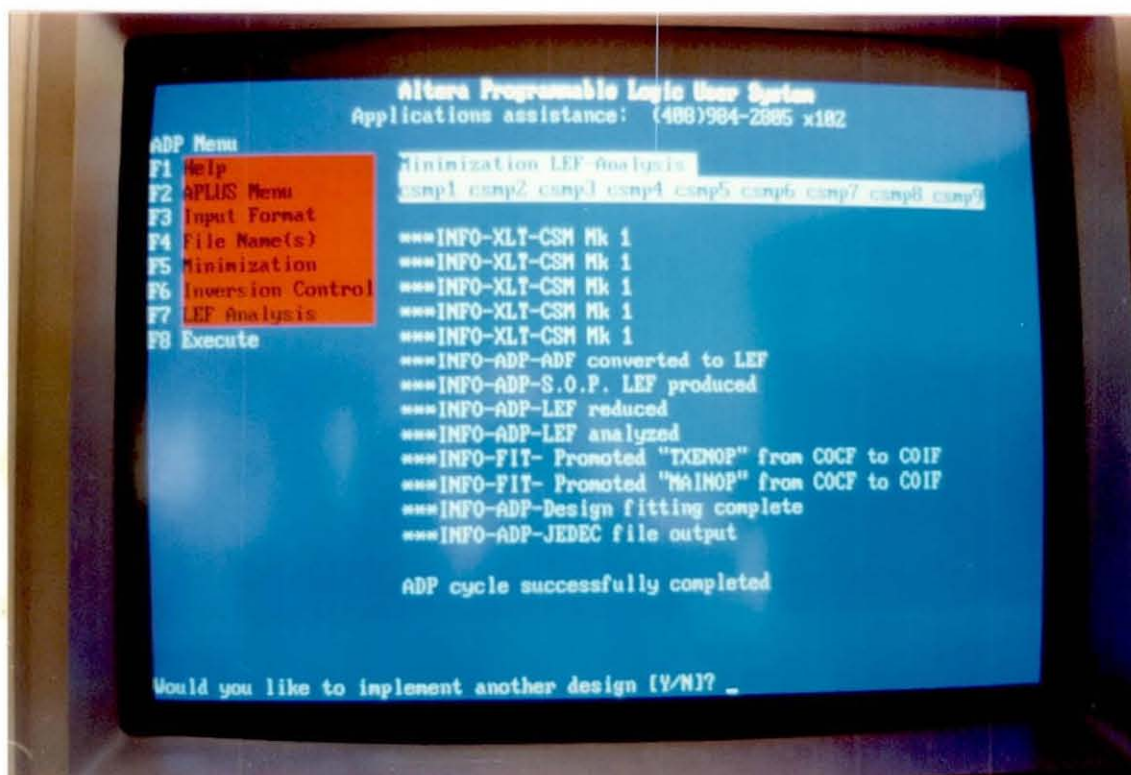 Altera Programmable Logic User System
Applications assistance: (408)984-2805 x102
ADP Menu
F1 Help
F2 APLUS Menu
F3 Input Format
F4 File Name(s)
F5 Minimization
F6 Inversion Control
F7 LEF Analysis
F8 Execute
Minimization LEF Analysis
csmp1 csmp2 csmp3 csmp4 csmp5 csmp6 csmp7 csmp8 csmp9
***INFO-XLT-CSM Mk 1
***INFO-XLT-CSM Mk 1
***INFO-XLT-CSM Mk 1
***INFO-XLT-CSM Mk 1
***INFO-XLT-CSM Mk 1
***INFO-ADP-ADF converted to LEF
***INFO-ADP-S.O.P. LEF produced
***INFO-ADP-LEF reduced
***INFO-ADP-LEF analyzed
***INFO-FIT- Promoted "TXENOP" from COCF to COIF
***INFO-FIT- Promoted "MAINOP" from COCF to COIF
***INFO-ADP-Design fitting complete
***INFO-ADP-JEDEC file output
ADP cycle successfully completed
Would you like to implement another design [Y/N]? _